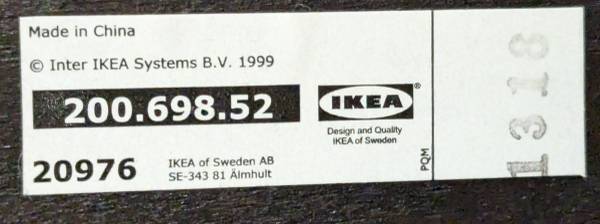 Made in China
© Inter IKEA Systems B.V. 1999
200.698.52
IKEA®
Design and Quality
IKEA of Sweden
20976
IKEA of Sweden AB
SE-343 81 Älmhult
PQM
1318